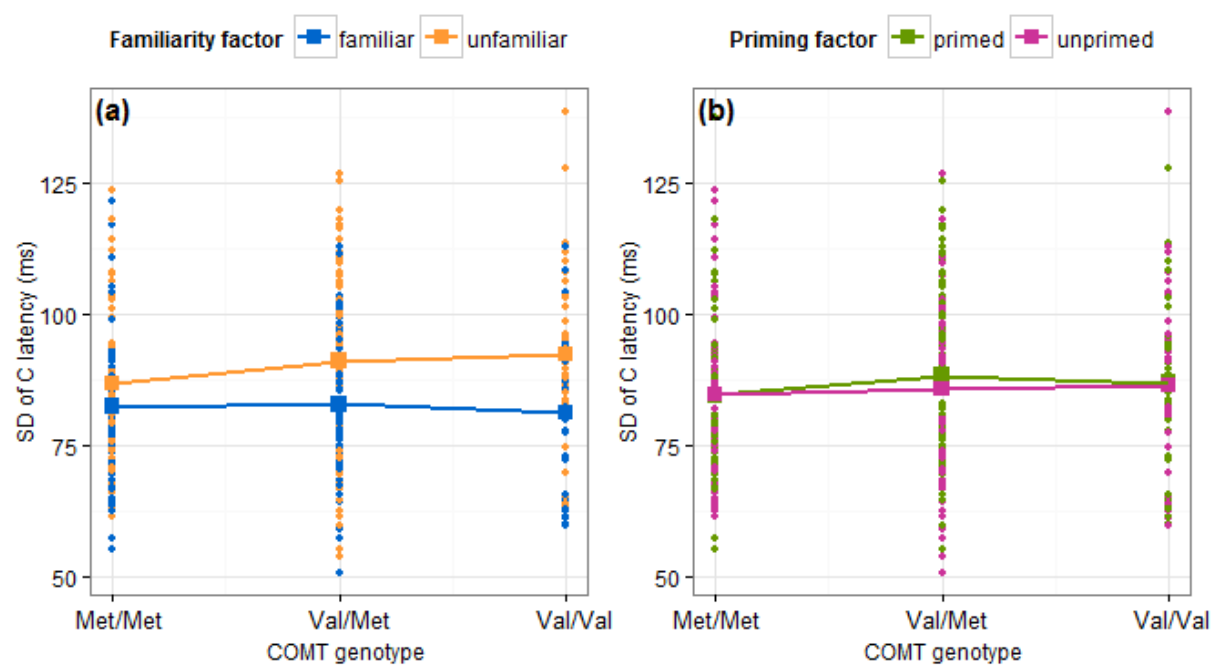 Familiarity factor familiar unfamiliar
Priming factor primed unprimed
(a)
125
100
75
50
SD of C latency (ms)
Met/Met Val/Met Val/Val
COMT genotype
(b)
125
100
75
50
SD of C latency (ms)
Met/Met Val/Met Val/Val
COMT genotype